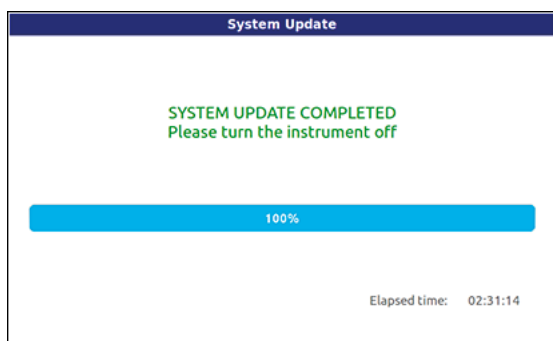 System Update
SYSTEM UPDATE COMPLETED
Please turn the instrument off
100%
Elapsed time: 02:31:14